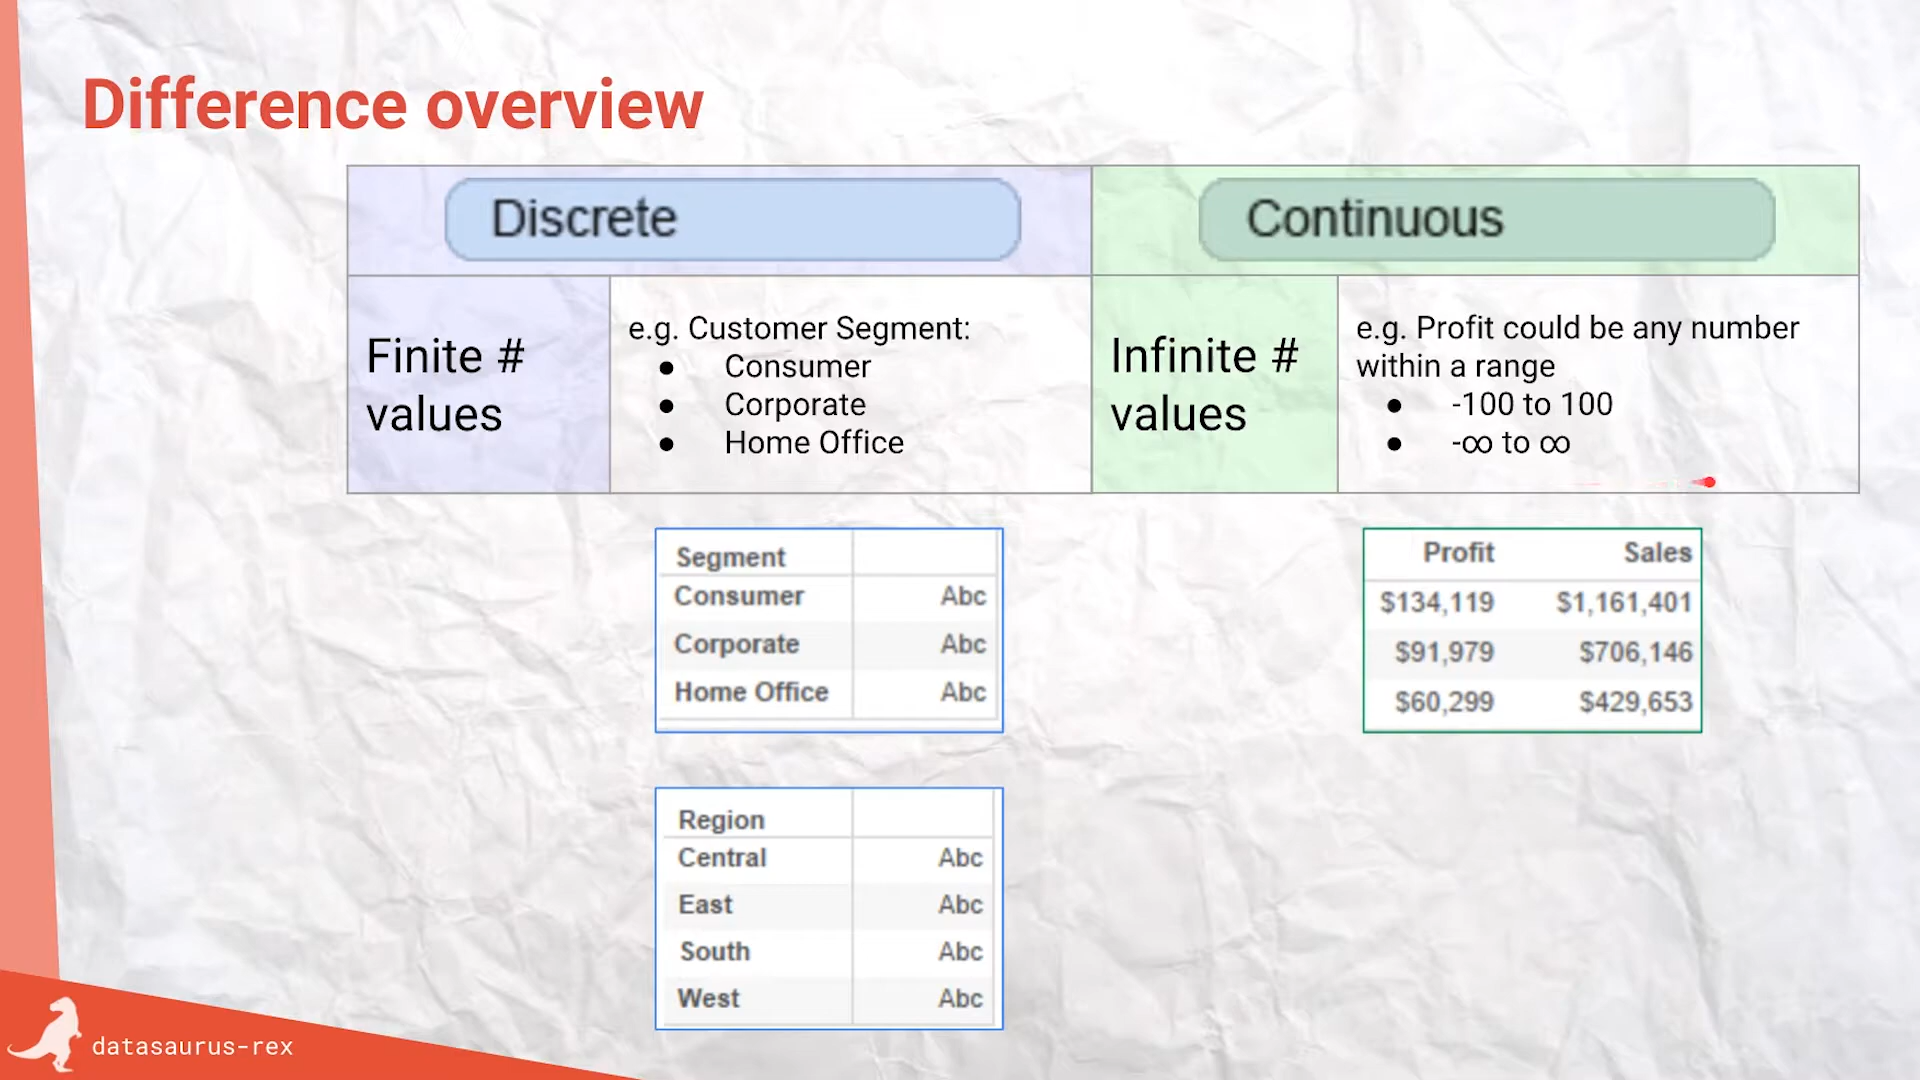 Difference overview
Discrete
Continuous
Finite #
values
e.g. Customer Segment:
● Consumer
● Corporate
● Home Office
Infinite #
values
e.g. Profit could be any number
within a range
● -100 to 100
● -∞ to ∞
Segment
Consumer Abc
Corporate Abc
Home Office Abc
Profit Sales
$134,119 $1,161,401
$91,979 $706,146
$60,299 $429,653
Region
Central Abc
East Abc
South Abc
West Abc
datasaurus-rex